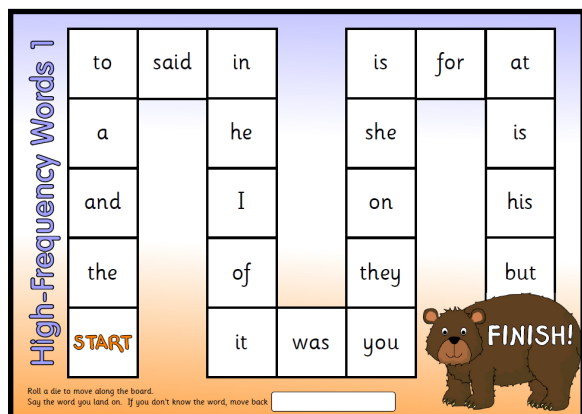 High-Frequency Words 1
to said in is for at
a he she is
and I on his
the of they but
START it was you FINISH!
Roll a die to move along the board.
Say the word you land on. If you don't know the word, move back